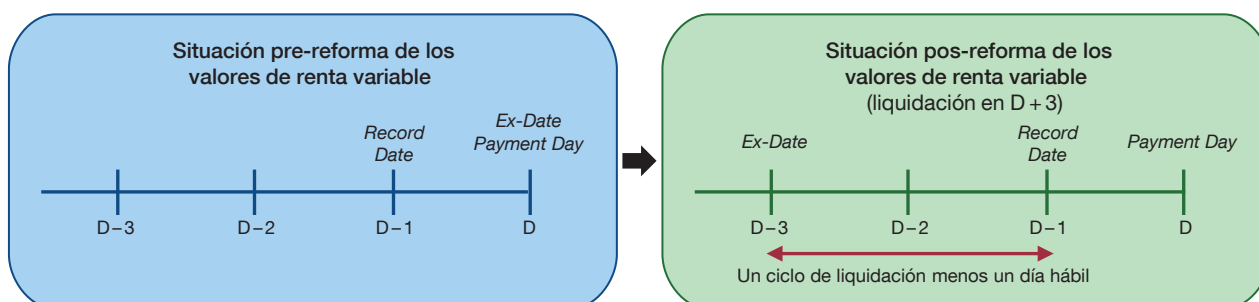 Situación pre-reforma de los
valores de renta variable
Record
Date
Ex-Date
Payment Day
D–3
D–2
D–1
D
Situación pos-reforma de los
valores de renta variable
(liquidación en D+3)
Ex-Date
Record
Date
Payment Day
D–3
D–2
D–1
D
Un ciclo de liquidación menos un día hábil